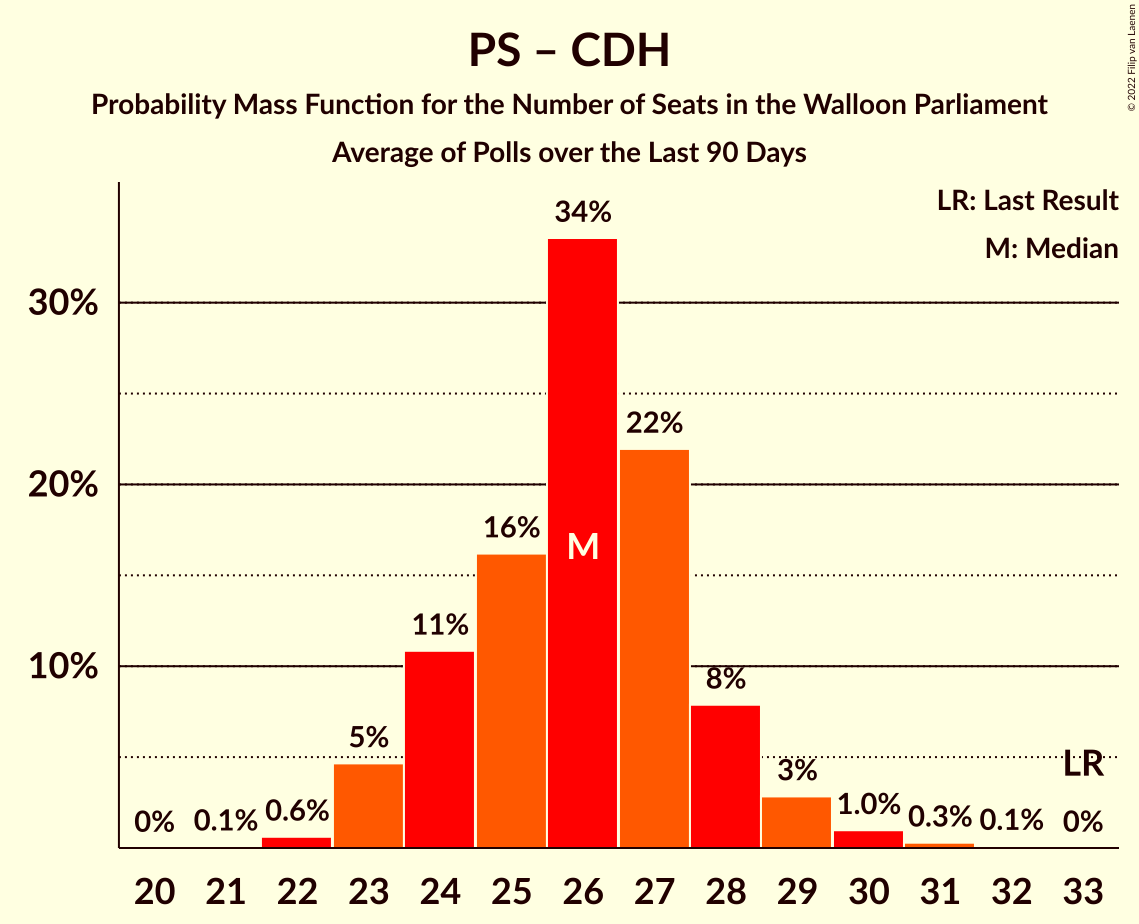 PS – CDH
Probability Mass Function for the Number of Seats in the Walloon Parliament
Average of Polls over the Last 90 Days
© 2022 Filip van Laenen
LR: Last Result
M: Median
34%
30%
22%
20%
16%
M
11%
10%
8%
5%
3%
LR
0%
0.1%
0.6%
1.0%
0.3%
0.1%
0%
20 21 22 23 24 25 26 27 28 29 30 31 32 33